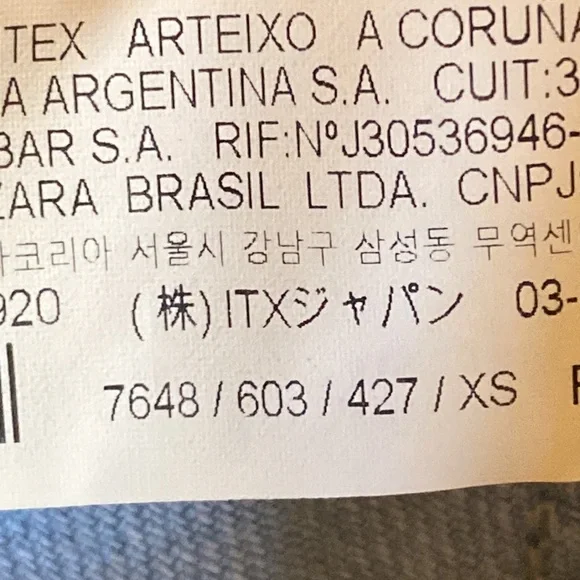 TEX ARTEIXO A CORUÑA
A ARGENTINA S.A. CUIT:3
BAR S.A. RIF:NºJ30536946-
ZARA BRASIL LTDA. CNPJ
라코리아 서울시 강남구 삼성동 무역센
920 (株)ITXジャパン 03-
7648 / 603 / 427 / XS